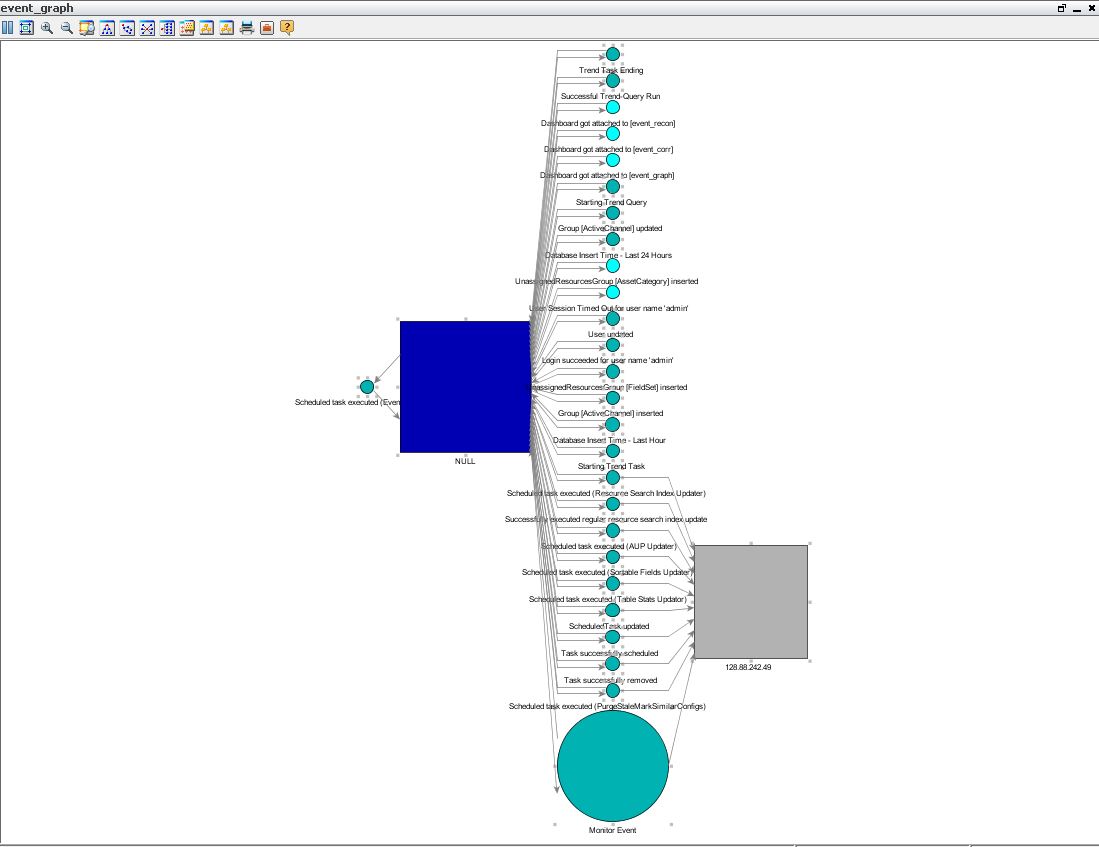 event_graph
Trend Task Ending
Successful Trend-Query Run
Dashboard got attached to [event_recon]
Dashboard got attached to [event_corr]
Dashboard got attached to [event_graph]
Starting Trend Query
Group [ActiveChannel] updated
Database Insert Time - Last 24 Hours
UnassignedResourcesGroup [AssetCategory] inserted
User Session Timed Out for user name 'admin'
User updated
Login succeeded for user name 'admin'
UnassignedResourcesGroup [FieldSet] inserted
Scheduled task executed (Even
Group [ActiveChannel] inserted
Database Insert Time - Last Hour
NULL
Starting Trend Task
Scheduled task executed (Resource Search Index Updater)
Successfully executed regular resource search index update
Scheduled task executed (AUP Updater)
Scheduled task executed (Sortable Fields Updater)
Scheduled task executed (Table Stats Updator)
Scheduled Task updated
Task successfully scheduled
128.88.242.49
Task successfully removed
Scheduled task executed (PurgeStaleMarkSimilarConfigs)
Monitor Event